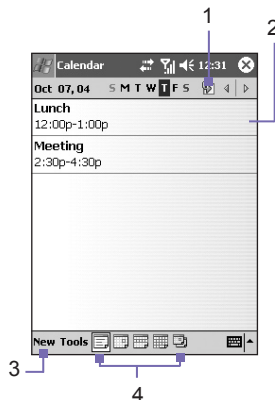 1
2
Calendar 12:31
Oct 07, 04 S M T W T F S
Lunch
12:00p-1:00p
Meeting
2:30p-4:30p
New Tools
3
4